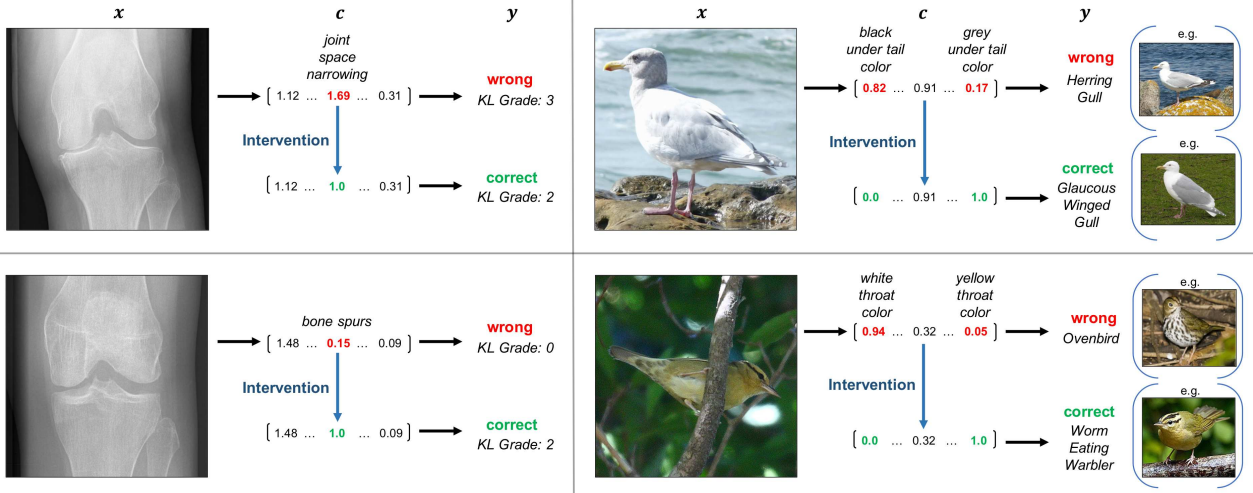 x c y
joint
space
narrowing
[ 1.12 ... 1.69 ... 0.31 ]
wrong
KL Grade: 3
Intervention
[ 1.12 ... 1.0 ... 0.31 ]
correct
KL Grade: 2
x c y
black
under tail
color
grey
under tail
color
[ 0.82 ... 0.91 ... 0.17 ]
wrong
Herring
Gull
e.g.
Intervention
[ 0.0 ... 0.91 ... 1.0 ]
correct
Glaucous
Winged
Gull
e.g.
bone spurs
[ 1.48 ... 0.15 ... 0.09 ]
wrong
KL Grade: 0
Intervention
[ 1.48 ... 1.0 ... 0.09 ]
correct
KL Grade: 2
white
throat
color
yellow
throat
color
[ 0.94 ... 0.32 ... 0.05 ]
wrong
Ovenbird
e.g.
Intervention
[ 0.0 ... 0.32 ... 1.0 ]
correct
Worm
Eating
Warbler
e.g.